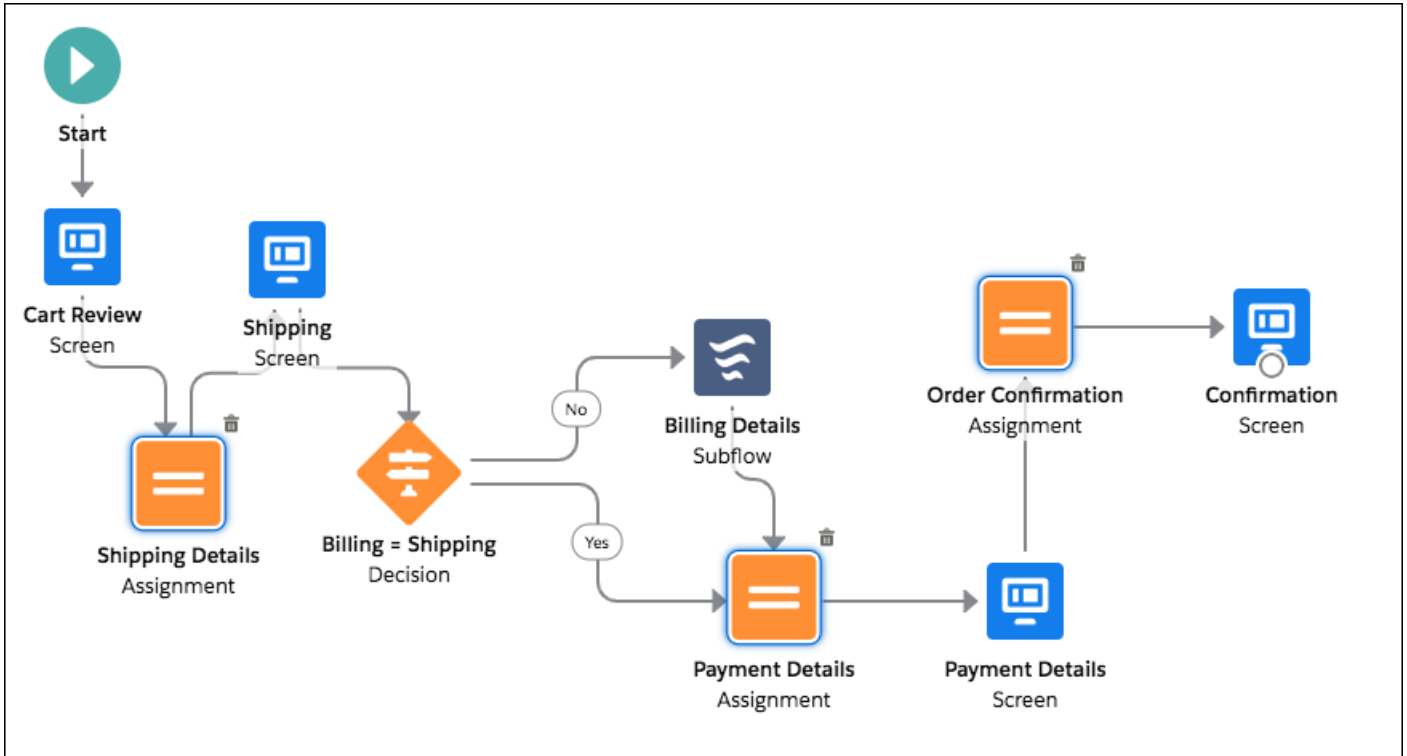 Start
Cart Review
Screen
Shipping
Screen
Shipping Details
Assignment
Billing = Shipping
Decision
No
Yes
Billing Details
Subflow
Payment Details
Assignment
Payment Details
Screen
Order Confirmation
Assignment
Confirmation
Screen